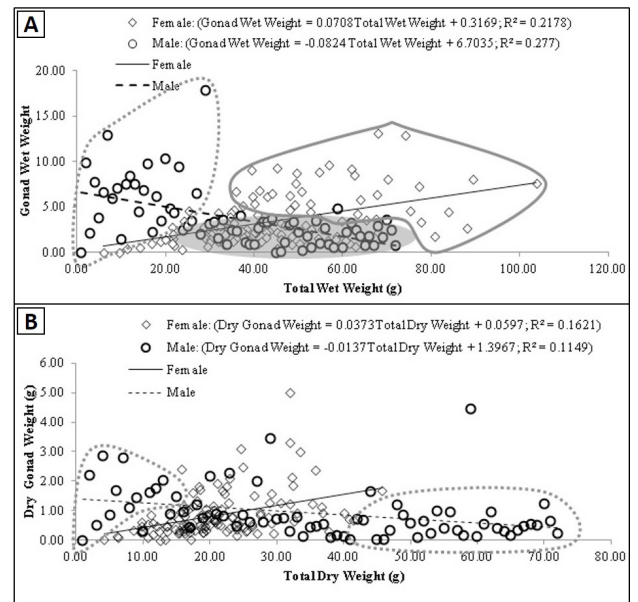 A
Female: (Gonad Wet Weight = 0.0708Total Wet Weight + 0.3169; R² = 0.2178)
Male: (Gonad Wet Weight = -0.0824 Total Wet Weight + 6.7035; R² = 0.277)
Female
Male
Gonad Wet Weight
20.00
15.00
10.00
5.00
0.00
0.00 20.00 40.00 60.00 80.00 100.00 120.00
Total Wet Weight (g)
B
Female: (Dry Gonad Weight = 0.0373Total Dry Weight + 0.0597; R² = 0.1621)
Male: (Dry Gonad Weight = -0.0137Total Dry Weight + 1.3967; R² = 0.1149)
Female
Male
Dry Gonad Weight (g)
6.00
5.00
4.00
3.00
2.00
1.00
0.00
0.00 10.00 20.00 30.00 40.00 50.00 60.00 70.00 80.00
Total Dry Weight (g)